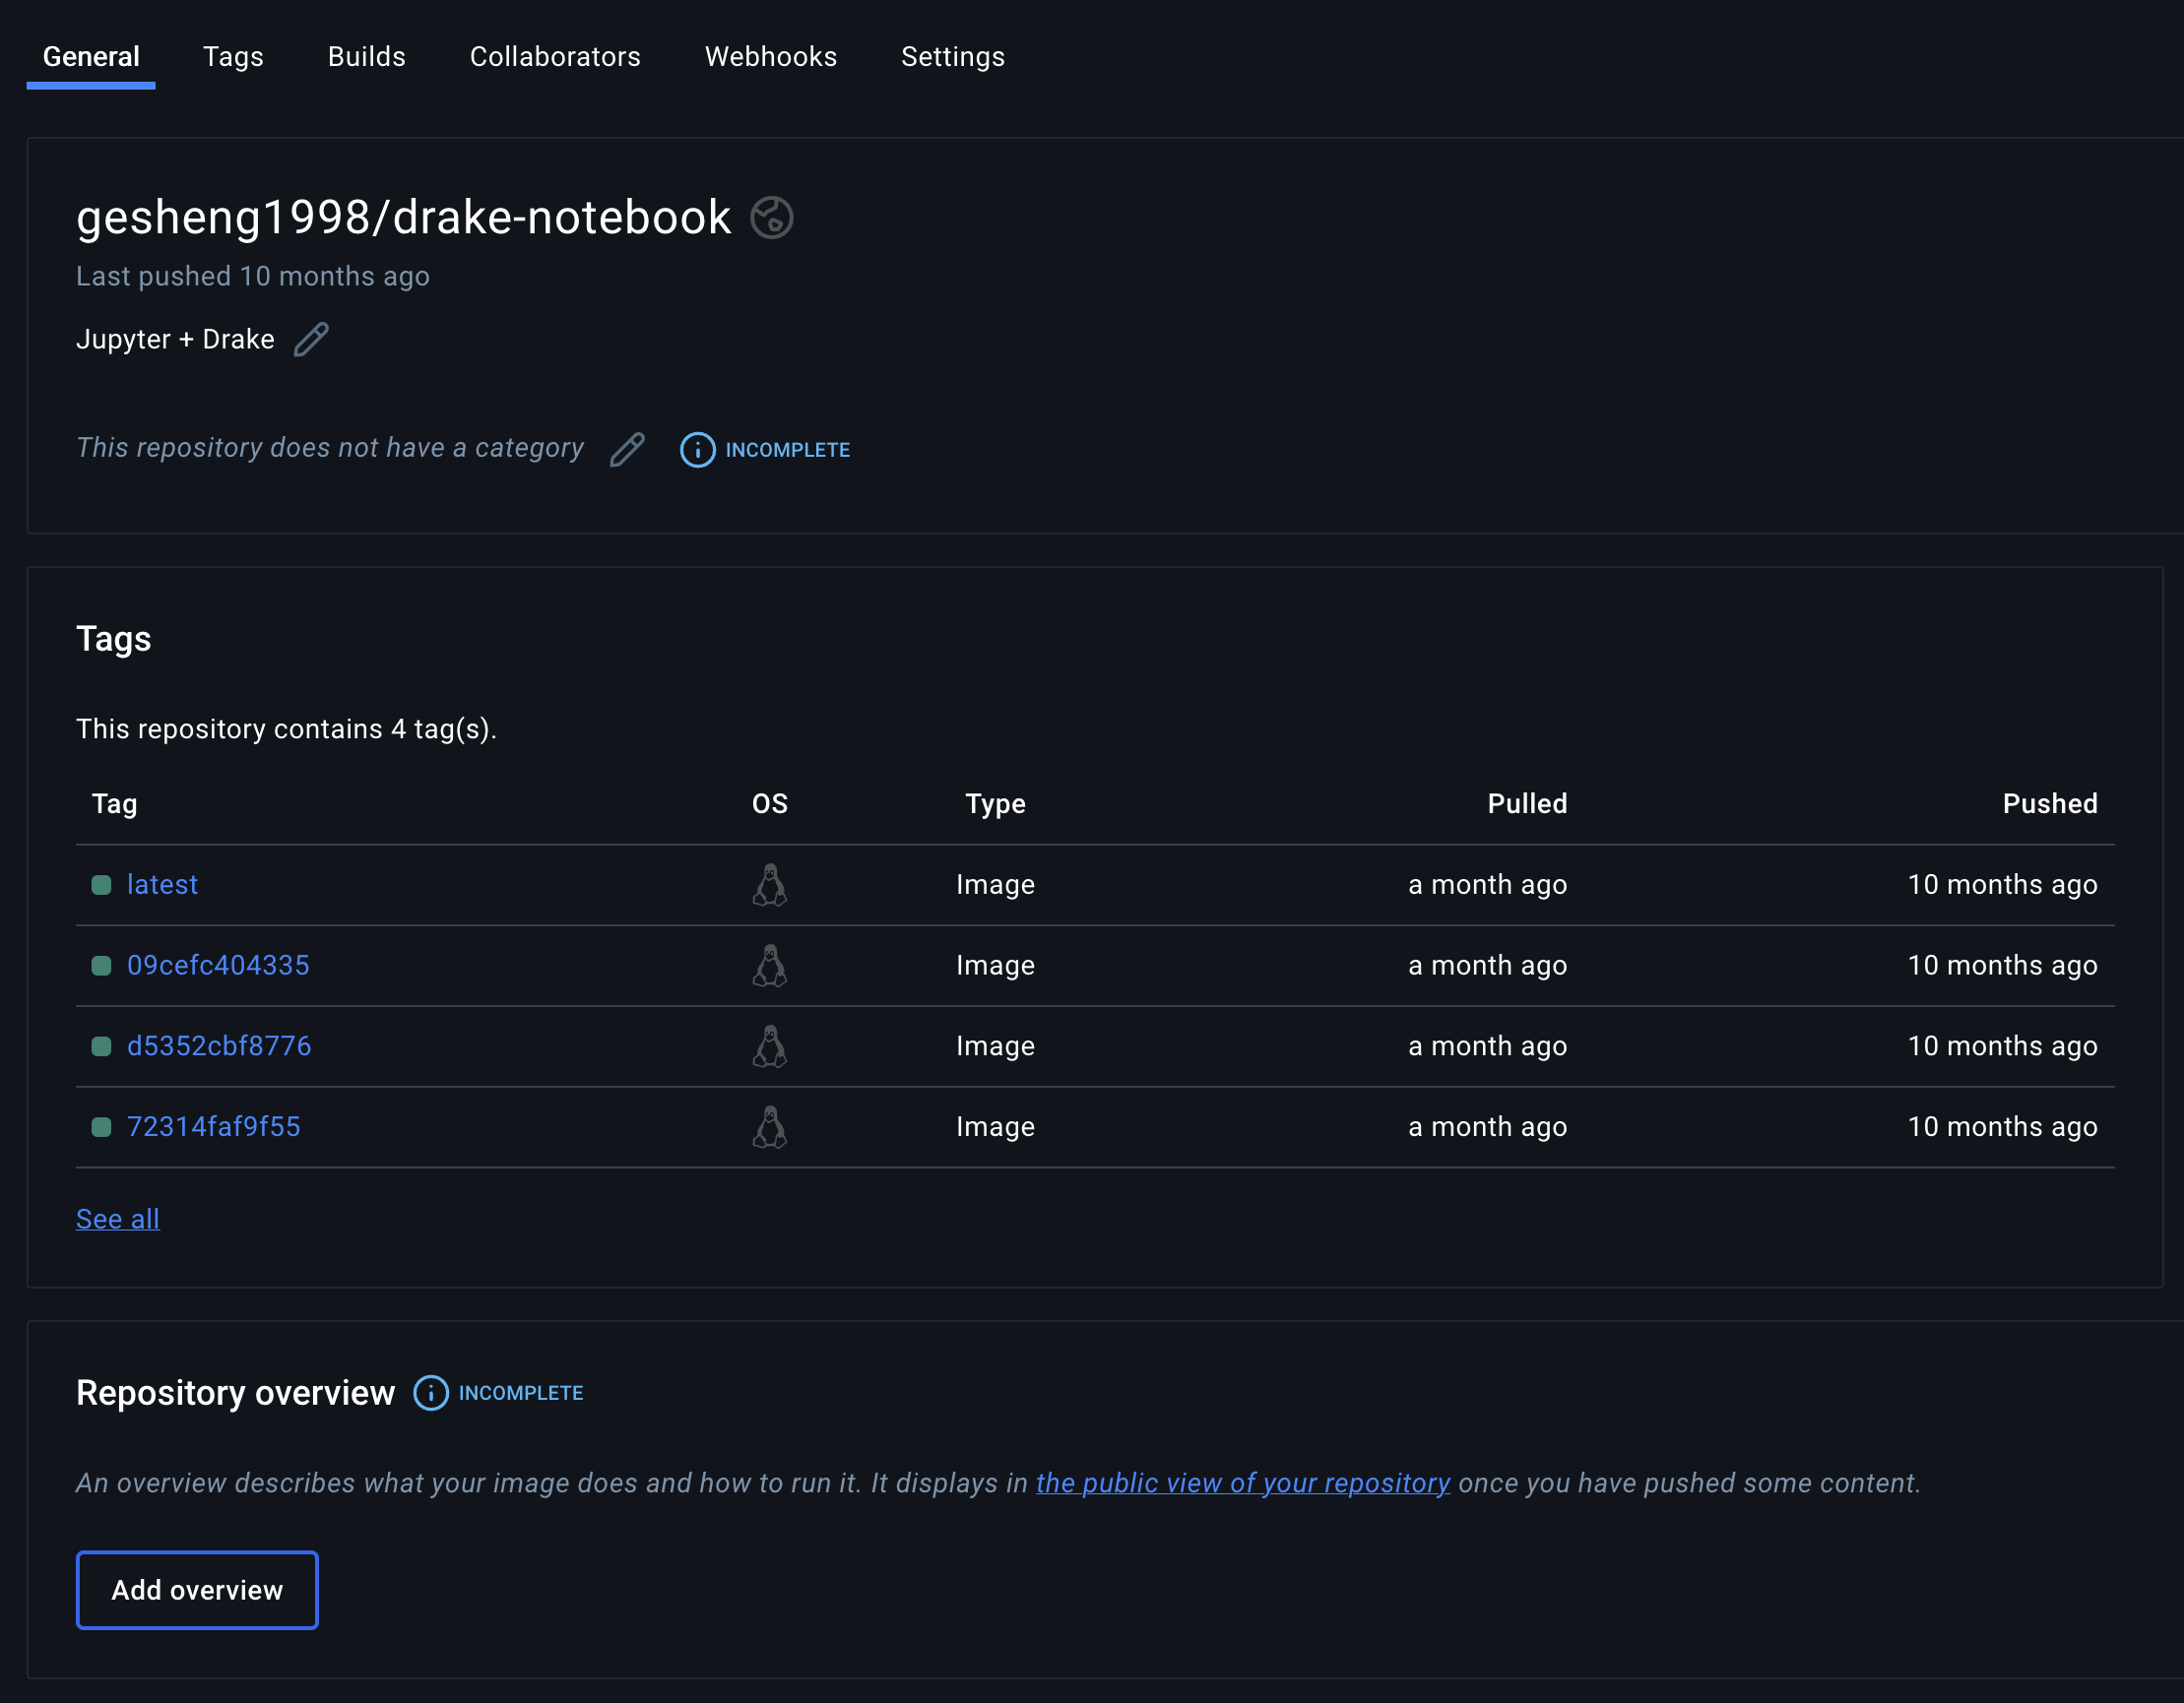 General Tags Builds Collaborators Webhooks Settings
gesheng1998/drake-notebook
Last pushed 10 months ago
Jupyter + Drake
This repository does not have a category INCOMPLETE
Tags
This repository contains 4 tag(s).
Tag OS Type Pulled Pushed
latest Image a month ago 10 months ago
09cefc404335 Image a month ago 10 months ago
d5352cbf8776 Image a month ago 10 months ago
72314faf9f55 Image a month ago 10 months ago
See all
Repository overview INCOMPLETE
An overview describes what your image does and how to run it. It displays in the public view of your repository once you have pushed some content.
Add overview